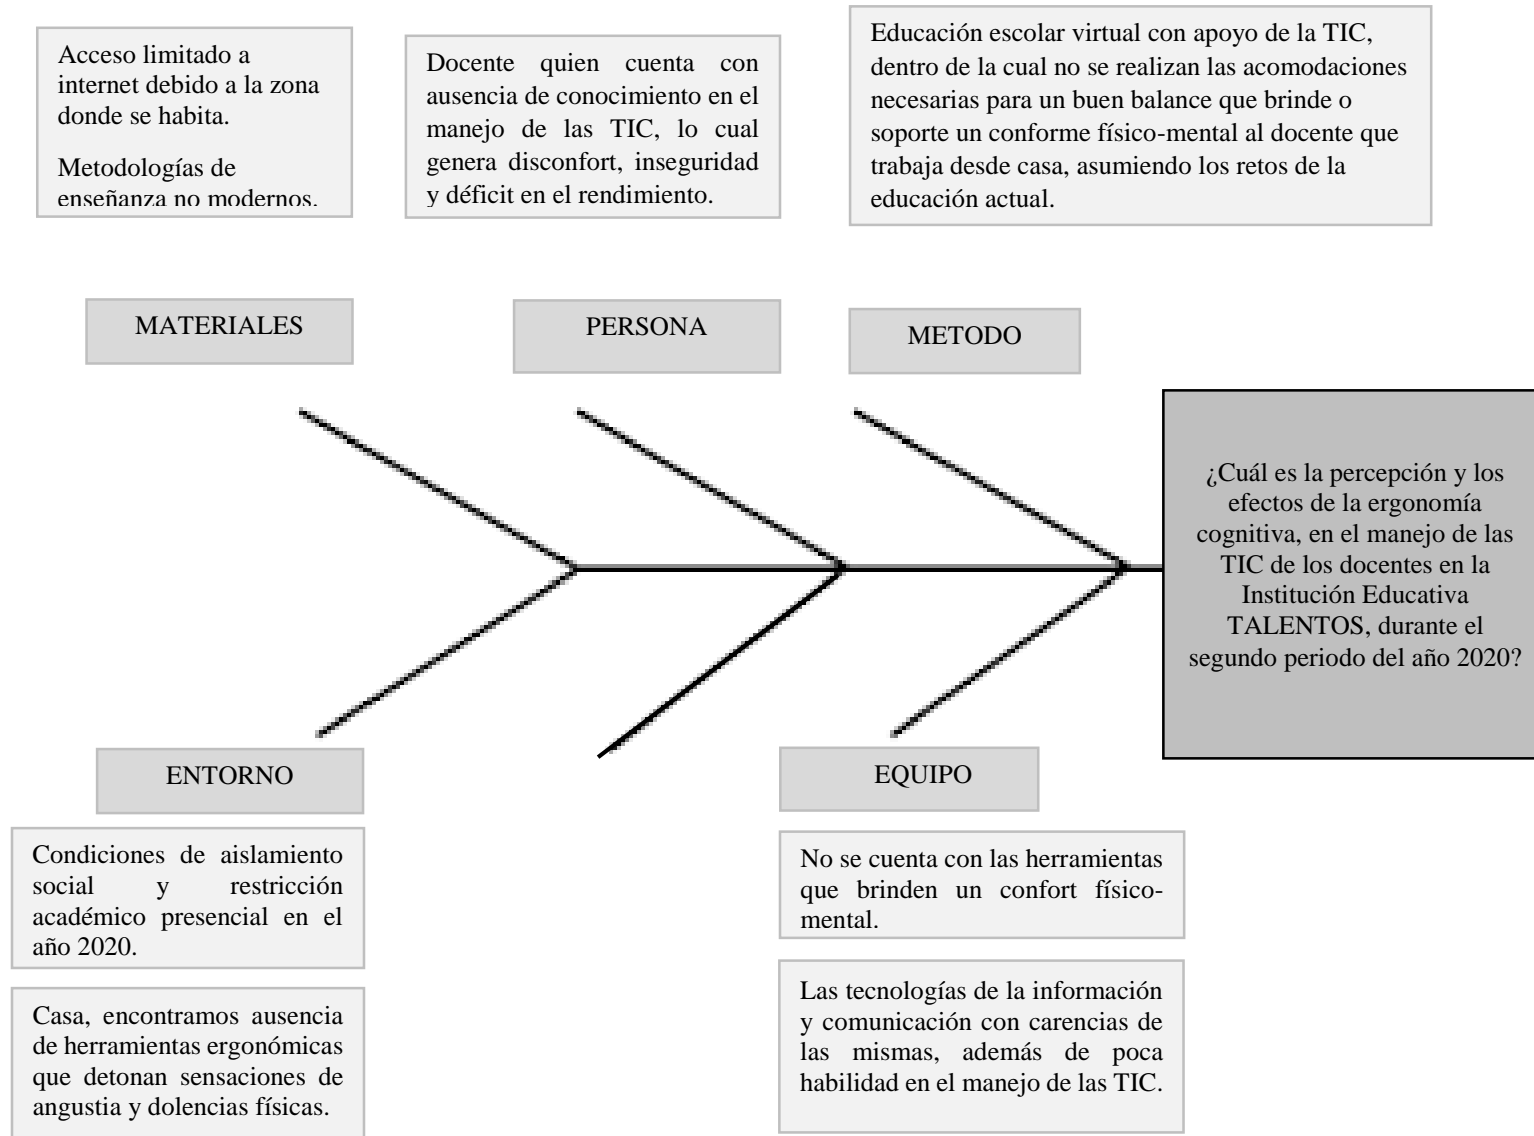 Acceso limitado a
internet debido a la zona
donde se habita.
Metodologías de
enseñanza no modernos.
Docente quien cuenta con
ausencia de conocimiento en el
manejo de las TIC, lo cual
genera disconfort, inseguridad
y déficit en el rendimiento.
Educación escolar virtual con apoyo de la TIC,
dentro de la cual no se realizan las acomodaciones
necesarias para un buen balance que brinde o
soporte un conforme físico-mental al docente que
trabaja desde casa, asumiendo los retos de la
educación actual.
MATERIALES
PERSONA
METODO
¿Cuál es la percepción y los
efectos de la ergonomía
cognitiva, en el manejo de las
TIC de los docentes en la
Institución Educativa
TALENTOS, durante el
segundo periodo del año 2020?
ENTORNO
EQUIPO
Condiciones de aislamiento
social y restricción
académico presencial en el
año 2020.
Casa, encontramos ausencia
de herramientas ergonómicas
que detonan sensaciones de
angustia y dolencias físicas.
No se cuenta con las herramientas
que brinden un confort físico-
mental.
Las tecnologías de la información
y comunicación con carencias de
las mismas, además de poca
habilidad en el manejo de las TIC.